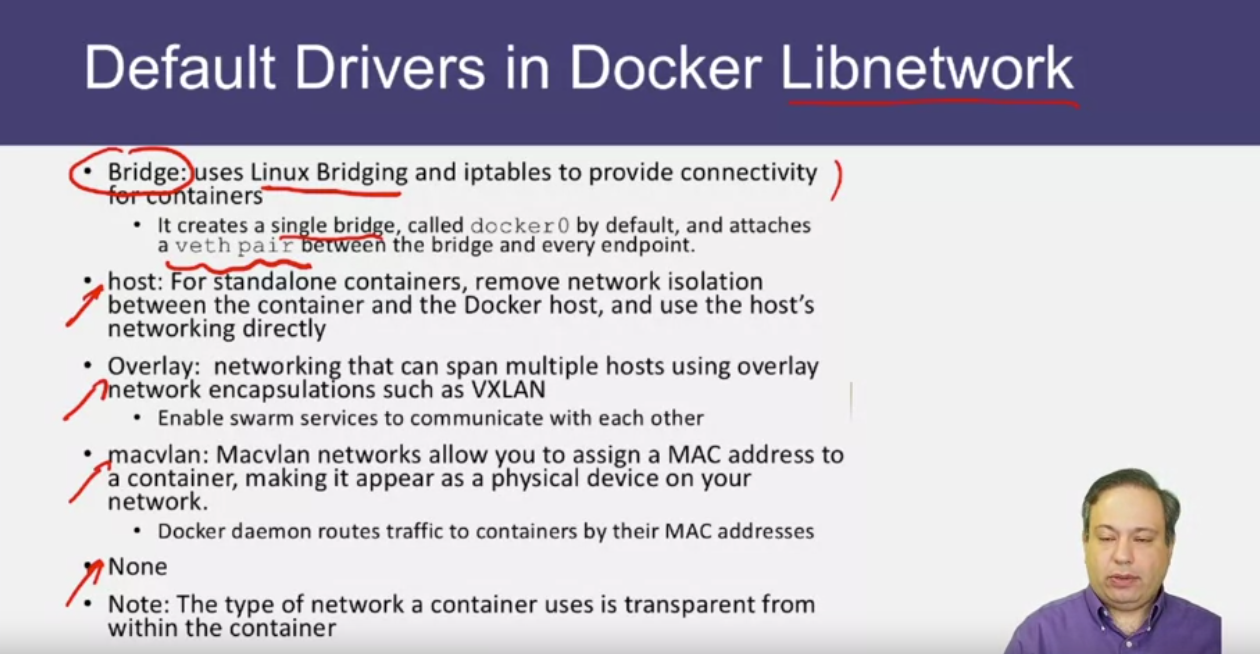 Default Drivers in Docker Libnetwork
• Bridge: uses Linux Bridging and iptables to provide connectivity
for containers
• It creates a single bridge, called docker0 by default, and attaches
a veth pair between the bridge and every endpoint.
• host: For standalone containers, remove network isolation
between the container and the Docker host, and use the host's
networking directly
• Overlay: networking that can span multiple hosts using overlay
network encapsulations such as VXLAN
• Enable swarm services to communicate with each other
• macvlan: Macvlan networks allow you to assign a MAC address to
a container, making it appear as a physical device on your
network.
• Docker daemon routes traffic to containers by their MAC addresses
• None
• Note: The type of network a container uses is transparent from
within the container